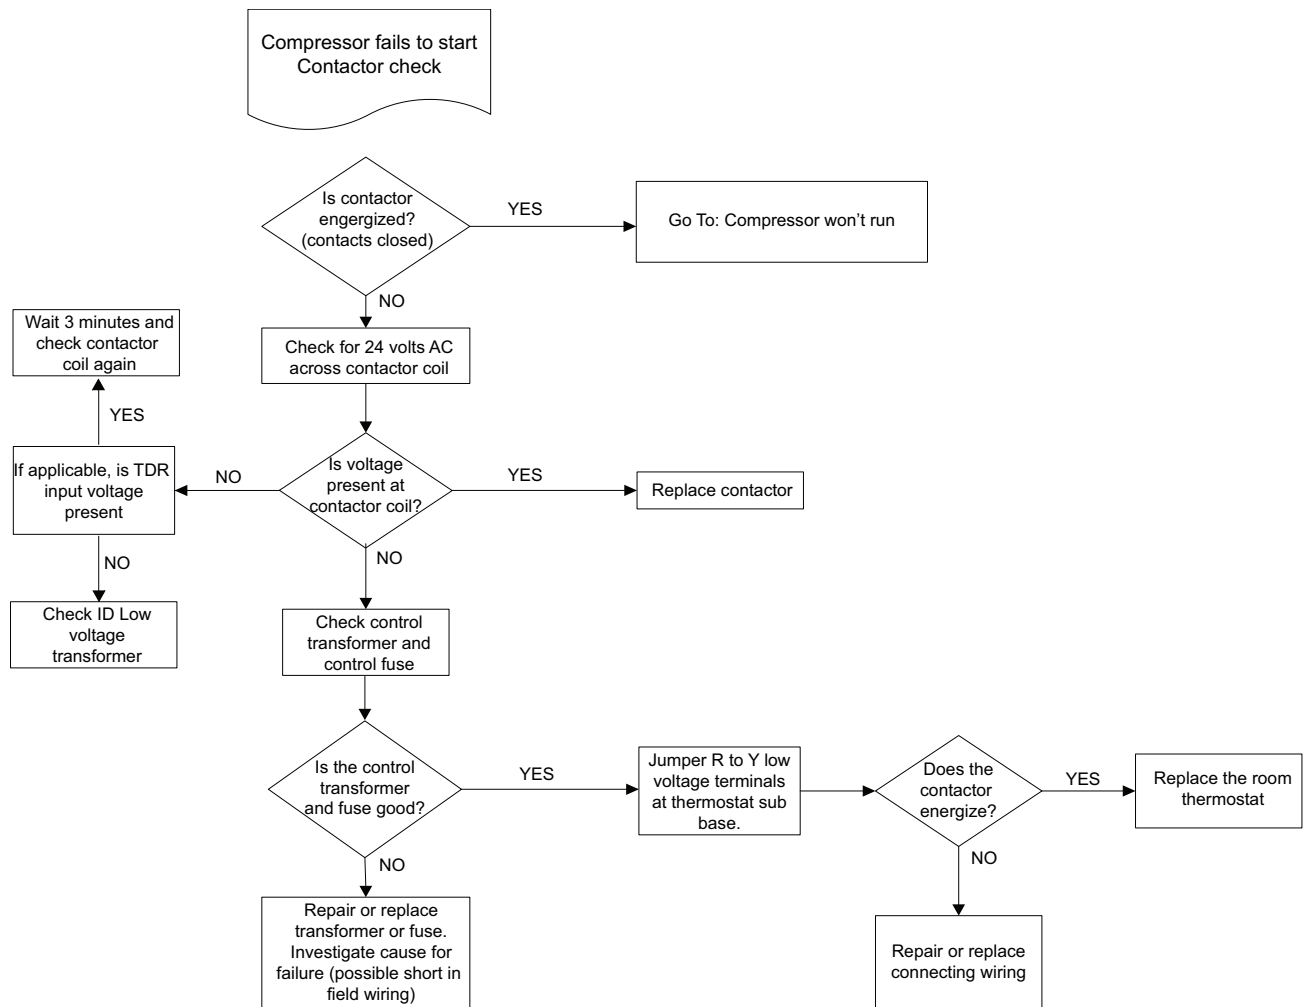 Compressor fails to start
Contactor check
Is contactor
engergized?
(contacts closed)
YES
Go To: Compressor won’t run
NO
Wait 3 minutes and
check contactor
coil again
Check for 24 volts AC
across contactor coil
YES
If applicable, is TDR
input voltage
present
NO
Is voltage
present at
contactor coil?
YES
Replace contactor
NO
NO
Check ID Low
voltage
transformer
Check control
transformer and
control fuse
Is the control
transformer
and fuse good?
YES
Jumper R to Y low
voltage terminals
at thermostat sub
base.
Does the
contactor
energize?
YES
Replace the room
thermostat
NO
NO
Repair or replace
transformer or fuse.
Investigate cause for
failure (possible short in
field wiring)
Repair or replace
connecting wiring